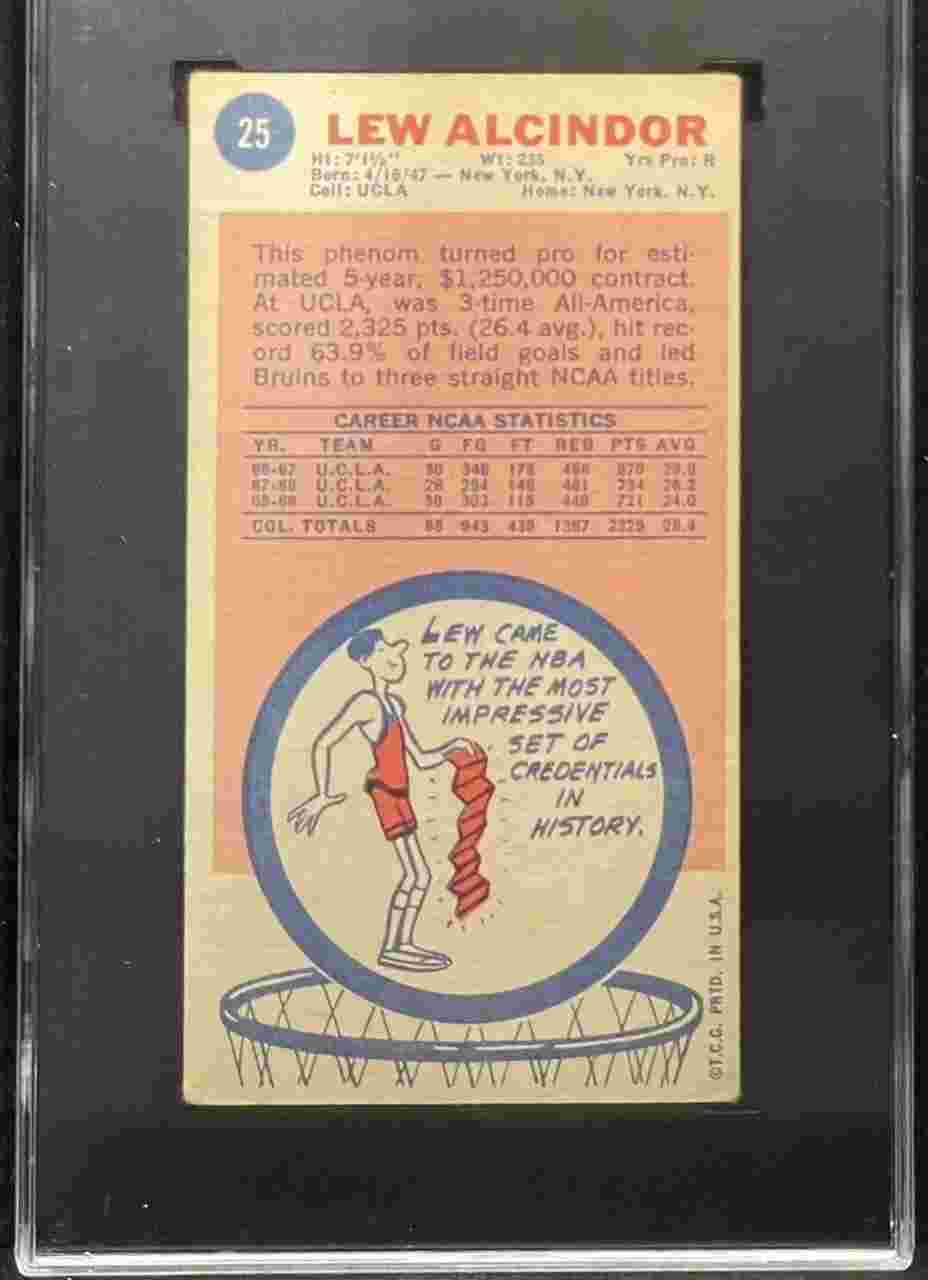 25
LEW ALCINDOR
Ht: 7'1½" Wt: 235 Yrs Pro: R
Born: 4/16/47 — New York, N.Y.
Coll: UCLA Home: New York, N.Y.
This phenom turned pro for esti-
mated 5-year, $1,250,000 contract.
At UCLA, was 3-time All-America,
scored 2,325 pts. (26.4 avg.), hit rec-
ord 63.9% of field goals and led
Bruins to three straight NCAA titles.
CAREER NCAA STATISTICS
YR. TEAM G FG FT REB PTS AVG
66-67 U.C.L.A. 30 346 178 466 870 29.0
67-68 U.C.L.A. 28 294 146 461 734 26.2
U.C.L.A. 30 303 115 440 721 24.0
COL. TOTALS 88 943 439 1367 2325 26.4
LEW CAME
TO THE NBA
WITH THE MOST
IMPRESSIVE
SET OF
CREDENTIALS
IN
HISTORY.
©T.C.G. PRTD. IN U.S.A.